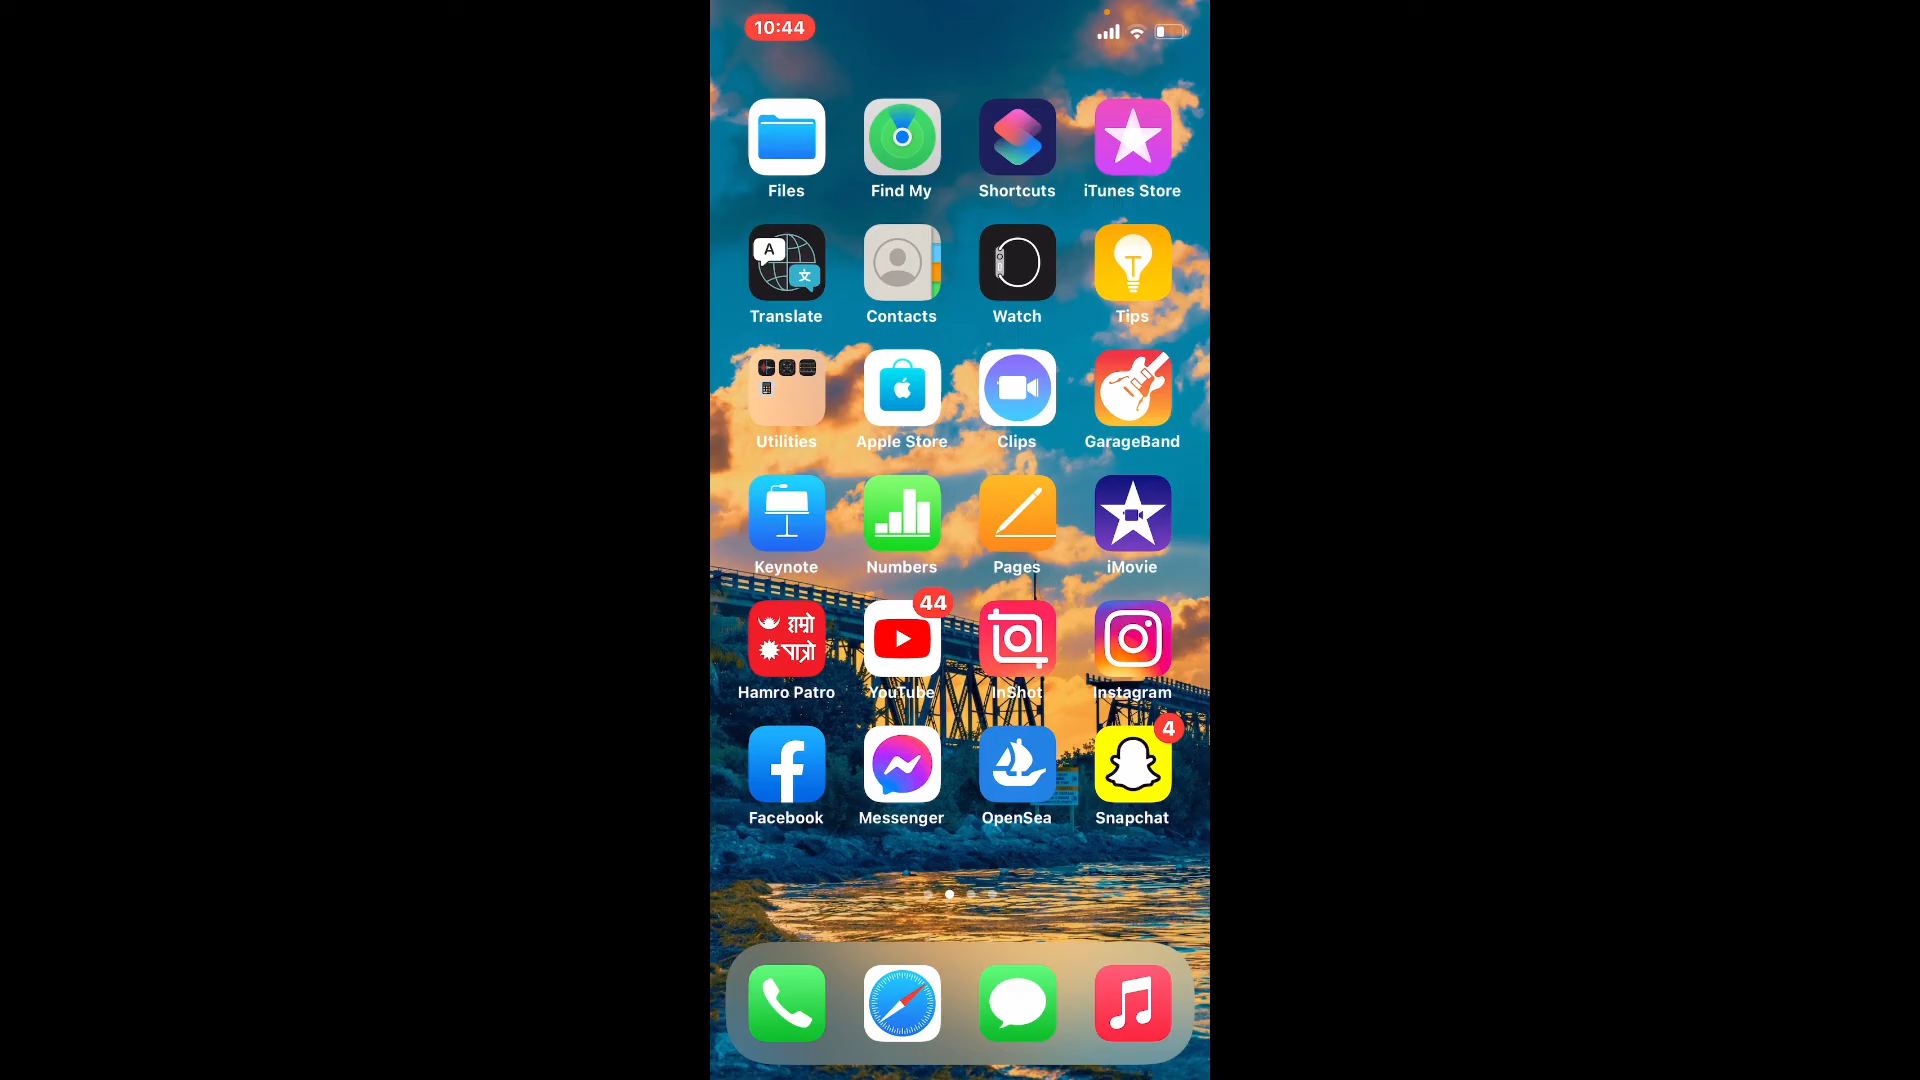 10:44
Files Find My Shortcuts iTunes Store
A
文
Translate Contacts Watch Tips
Utilities Apple Store Clips GarageBand
Keynote Numbers Pages iMovie
44
हाम्रो
पात्रो
Hamro Patro YouTube InShot Instagram
4
Facebook Messenger OpenSea Snapchat